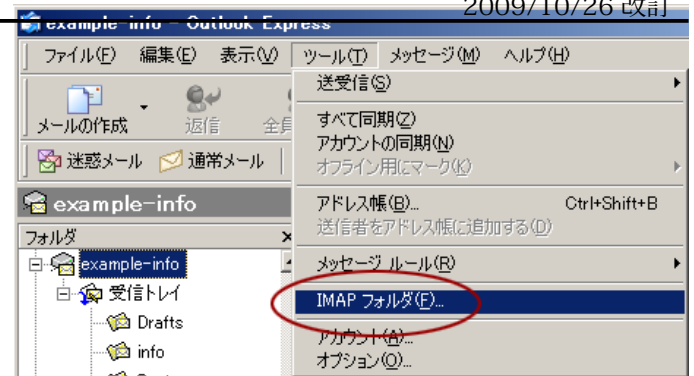 2009/10/26 改訂
example-info - Outlook Express
ファイル(F) 編集(E) 表示(V) ツール(T) メッセージ(M) ヘルプ(H)
送受信(S)
メールの作成 返信 全員
すべて同期(Z)
アカウントの同期(N)
オフライン用にマーク(K)
迷惑メール 通常メール
example-info
アドレス帳(B)... Ctrl+Shift+B
送信者をアドレス帳に追加する(D)
フォルダ
メッセージ ルール(R)
example-info
IMAP フォルダ(F)...
受信トレイ
Drafts
アカウント(A)...
info
オプション(O)...